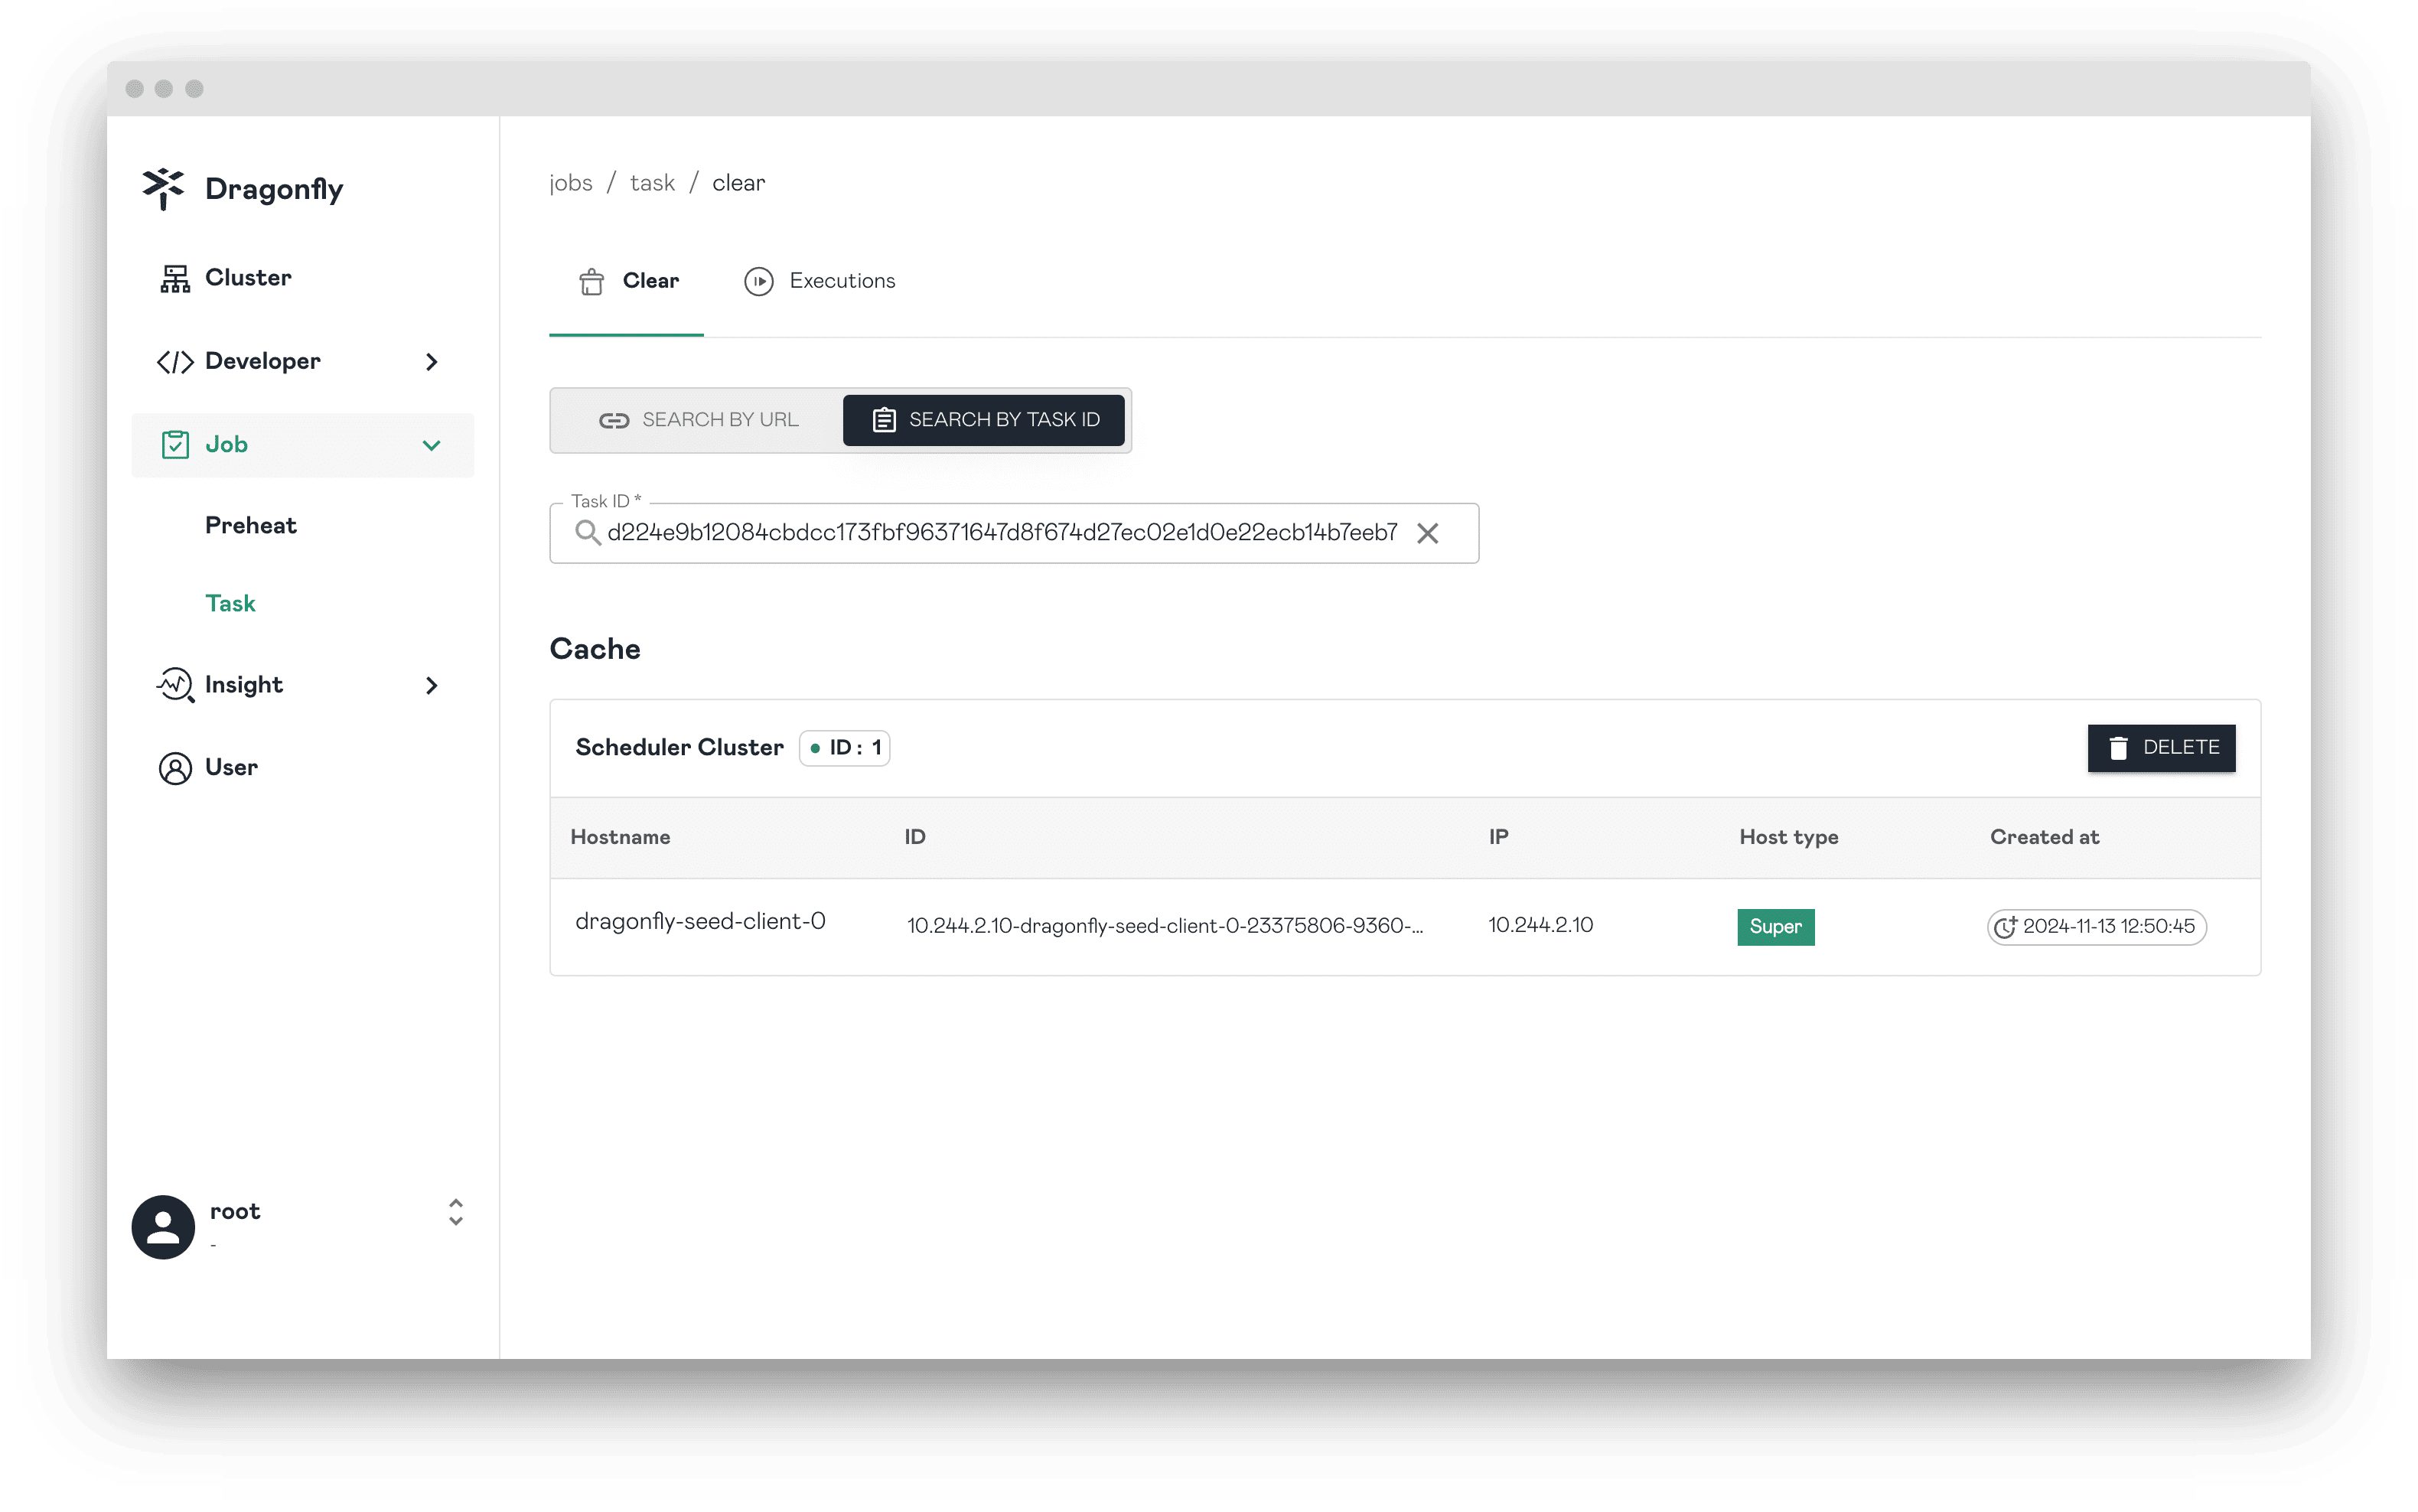 Dragonfly
Cluster
Developer
Job
Preheat
Task
Insight
User
root
-
jobs / task / clear
Clear Executions
SEARCH BY URL SEARCH BY TASK ID
Task ID *
d224e9b12084cbdcc173fbf96371647d8f674d27ec02e1d0e22ecb14b7eeb7
Cache
Scheduler Cluster ID : 1 DELETE
Hostname ID IP Host type Created at
dragonfly-seed-client-0 10.244.2.10-dragonfly-seed-client-0-23375806-9360-... 10.244.2.10 Super 2024-11-13 12:50:45